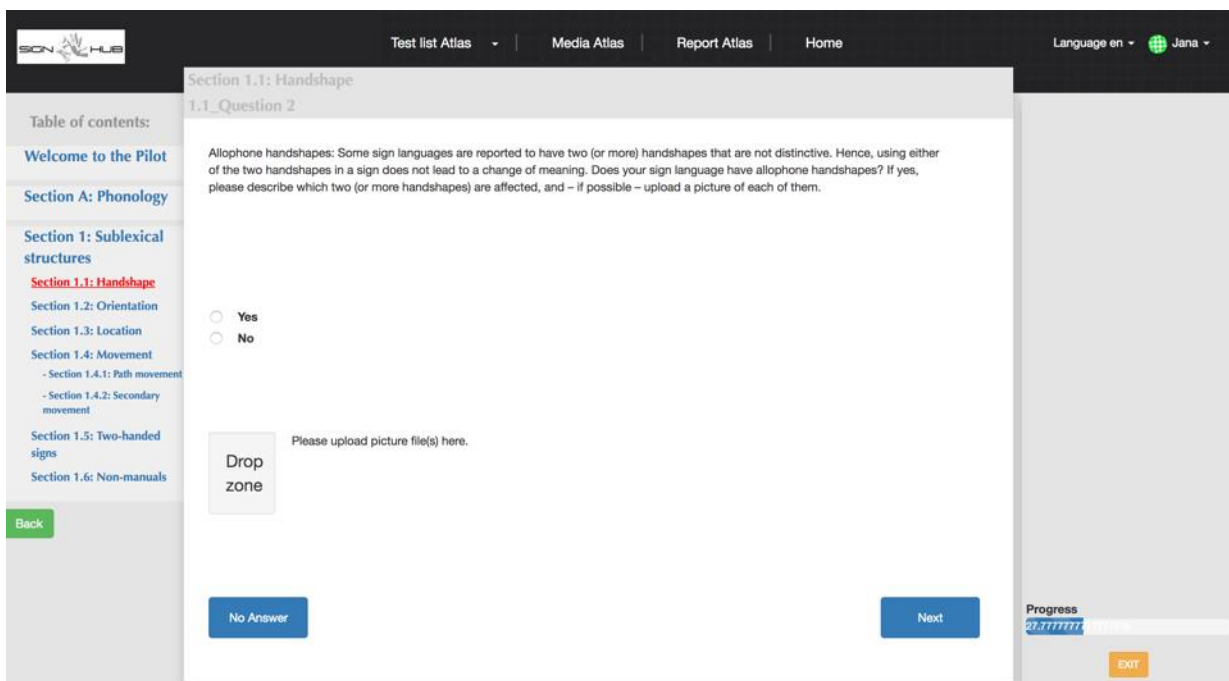 SIGN HUB
Test list Atlas
Media Atlas
Report Atlas
Home
Language en
Jana
Section 1.1: Handshape
1.1_Question 2
Table of contents:
Welcome to the Pilot
Section A: Phonology
Section 1: Sublexical
structures
Section 1.1: Handshape
Section 1.2: Orientation
Section 1.3: Location
Section 1.4: Movement
- Section 1.4.1: Path movement
- Section 1.4.2: Secondary
movement
Section 1.5: Two-handed
signs
Section 1.6: Non-manuals
Back
Allophone handshapes: Some sign languages are reported to have two (or more) handshapes that are not distinctive. Hence, using either
of the two handshapes in a sign does not lead to a change of meaning. Does your sign language have allophone handshapes? If yes,
please describe which two (or more handshapes) are affected, and – if possible – upload a picture of each of them.
Yes
No
Drop
zone
Please upload picture file(s) here.
No Answer
Next
Progress
EXIT